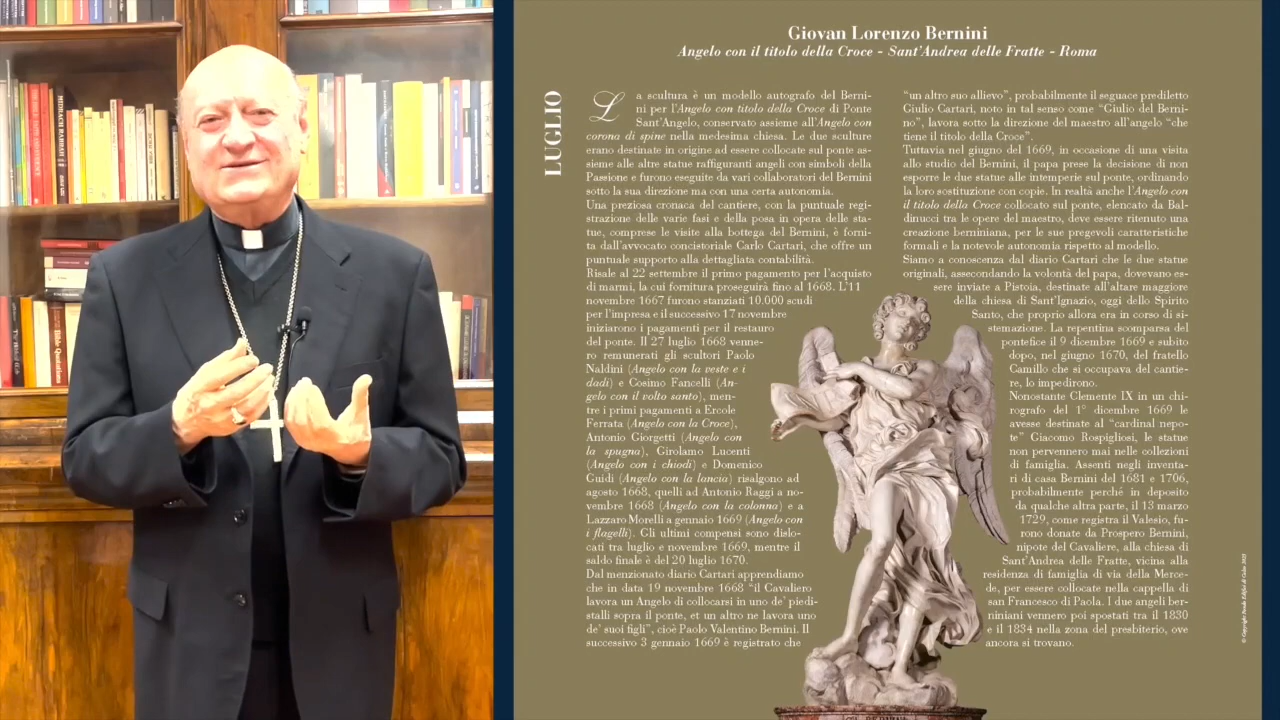 Giovan Lorenzo Bernini
Angelo con il titolo della Croce - Sant'Andrea delle Fratte - Roma
LUGLIO
La scultura è un modello autografo del Berni-
ni per l'Angelo con titolo della Croce di Ponte
Sant'Angelo, conservato assieme all'Angelo con
corona di spine nella medesima chiesa. Le due sculture
erano destinate in origine ad essere collocate sul ponte as-
sieme alle altre statue raffiguranti angeli con simboli della
Passione e furono eseguite da vari collaboratori del Bernini
sotto la sua direzione ma con una certa autonomia.
Una preziosa cronaca del cantiere, con la puntuale regi-
strazione delle varie fasi e della posa in opera delle sta-
tue, comprese le visite alla bottega del Bernini, è forni-
ta dall'avvocato concistoriale Carlo Cartari, che offre un
puntuale supporto alla dettagliata contabilità.
Risale al 22 settembre il primo pagamento per l'acquisto
di marmi, la cui fornitura proseguirà fino al 1668. L'11
novembre 1667 furono stanziati 10.000 scudi
per l'impresa e il successivo 17 novembre
iniziarono i pagamenti per il restauro
del ponte. Il 27 luglio 1668 venne-
ro remunerati gli scultori Paolo
Naldini (Angelo con la veste e i
dadi) e Cosimo Fancelli (An-
gelo con il volto santo), men-
tre i primi pagamenti a Ercole
Ferrata (Angelo con la Croce),
Antonio Giorgetti (Angelo con
la spugna), Girolamo Lucenti
(Angelo con i chiodi) e Domenico
Guidi (Angelo con la lancia) risalgono ad
agosto 1668, quelli ad Antonio Raggi a no-
vembre 1668 (Angelo con la colonna) e a
Lazzaro Morelli a gennaio 1669 (Angelo con
i flagelli). Gli ultimi compensi sono dislo-
cati tra luglio e novembre 1669, mentre il
saldo finale è del 20 luglio 1670.
Dal menzionato diario Cartari apprendiamo
che in data 19 novembre 1668 "il Cavaliero
lavora un Angelo di collocarsi in uno de' piedi-
stalli sopra il ponte, et un altro ne lavora uno
de' suoi figli", cioè Paolo Valentino Bernini. Il
successivo 3 gennaio 1669 è registrato che
"un altro suo allievo", probabilmente il seguace prediletto
Giulio Cartari, noto in tal senso come "Giulio del Berni-
no", lavora sotto la direzione del maestro all'angelo "che
tiene il titolo della Croce".
Tuttavia nel giugno del 1669, in occasione di una visita
allo studio del Bernini, il papa prese la decisione di non
esporre le due statue alle intemperie sul ponte, ordinando
la loro sostituzione con copie. In realtà anche l'Angelo con
il titolo della Croce collocato sul ponte, elencato da Bal-
dinucci tra le opere del maestro, deve essere ritenuto una
creazione berniniana, per le sue pregevoli caratteristiche
formali e la notevole autonomia rispetto al modello.
Siamo a conoscenza dal diario Cartari che le due statue
originali, assecondando la volontà del papa, dovevano es-
sere inviate a Pistoia, destinate all'altare maggiore
della chiesa di Sant'Ignazio, oggi dello Spirito
Santo, che proprio allora era in corso di si-
stemazione. La repentina scomparsa del
pontefice il 9 dicembre 1669 e subito
dopo, nel giugno 1670, del fratello
Camillo che si occupava del cantie-
re, lo impedirono.
Nonostante Clemente IX in un chi-
rografo del 1° dicembre 1669 le
avesse destinate al "cardinal nepo-
te" Giacomo Rospigliosi, le statue
non pervennero mai nelle collezioni
di famiglia. Assenti negli inventa-
ri di casa Bernini del 1681 e 1706,
probabilmente perché in deposito
da qualche altra parte, il 13 marzo
1729, come registra il Valesio, fu-
rono donate da Prospero Bernini,
nipote del Cavaliere, alla chiesa di
Sant'Andrea delle Fratte, vicina alla
residenza di famiglia di via della Merce-
de, per essere collocate nella cappella di
san Francesco di Paola. I due angeli ber-
niniani vennero poi spostati tra il 1830
e il 1834 nella zona del presbiterio, ove
ancora si trovano.
MIDRACH RABBAH
Bible Quotations